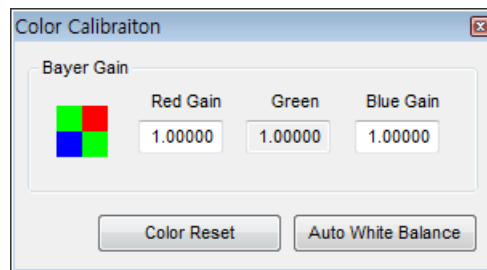 Color Calibraiton
Bayer Gain
Red Gain Green Blue Gain
1.00000 1.00000 1.00000
Color Reset Auto White Balance